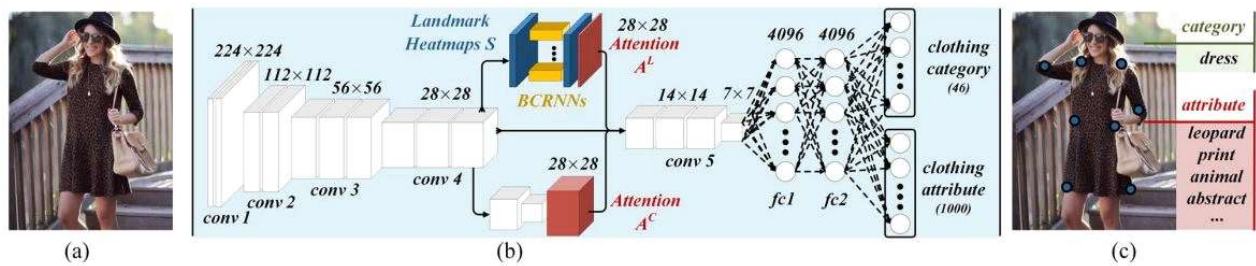 224×224
112×112
56×56
28×28
conv 1
conv 2
conv 3
conv 4
Landmark
Heatmaps S
BCRNNs
28×28
Attention
A^L
28×28
Attention
A^C
14×14
7×7
conv 5
4096
4096
fc1
fc2
clothing
category
(46)
clothing
attribute
(1000)
category
dress
attribute
leopard
print
animal
abstract
...
(a)
(b)
(c)